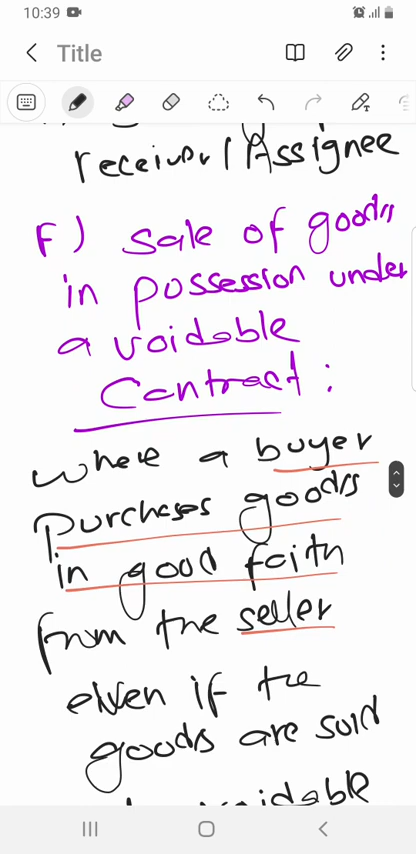 10:39
Title
receiver/Assignee
F) Sale of goods
in possession under
a voidable
Contract :
Where a buyer
Purchases goods
in good faith
from the seller
even if the
goods are sold
voidable